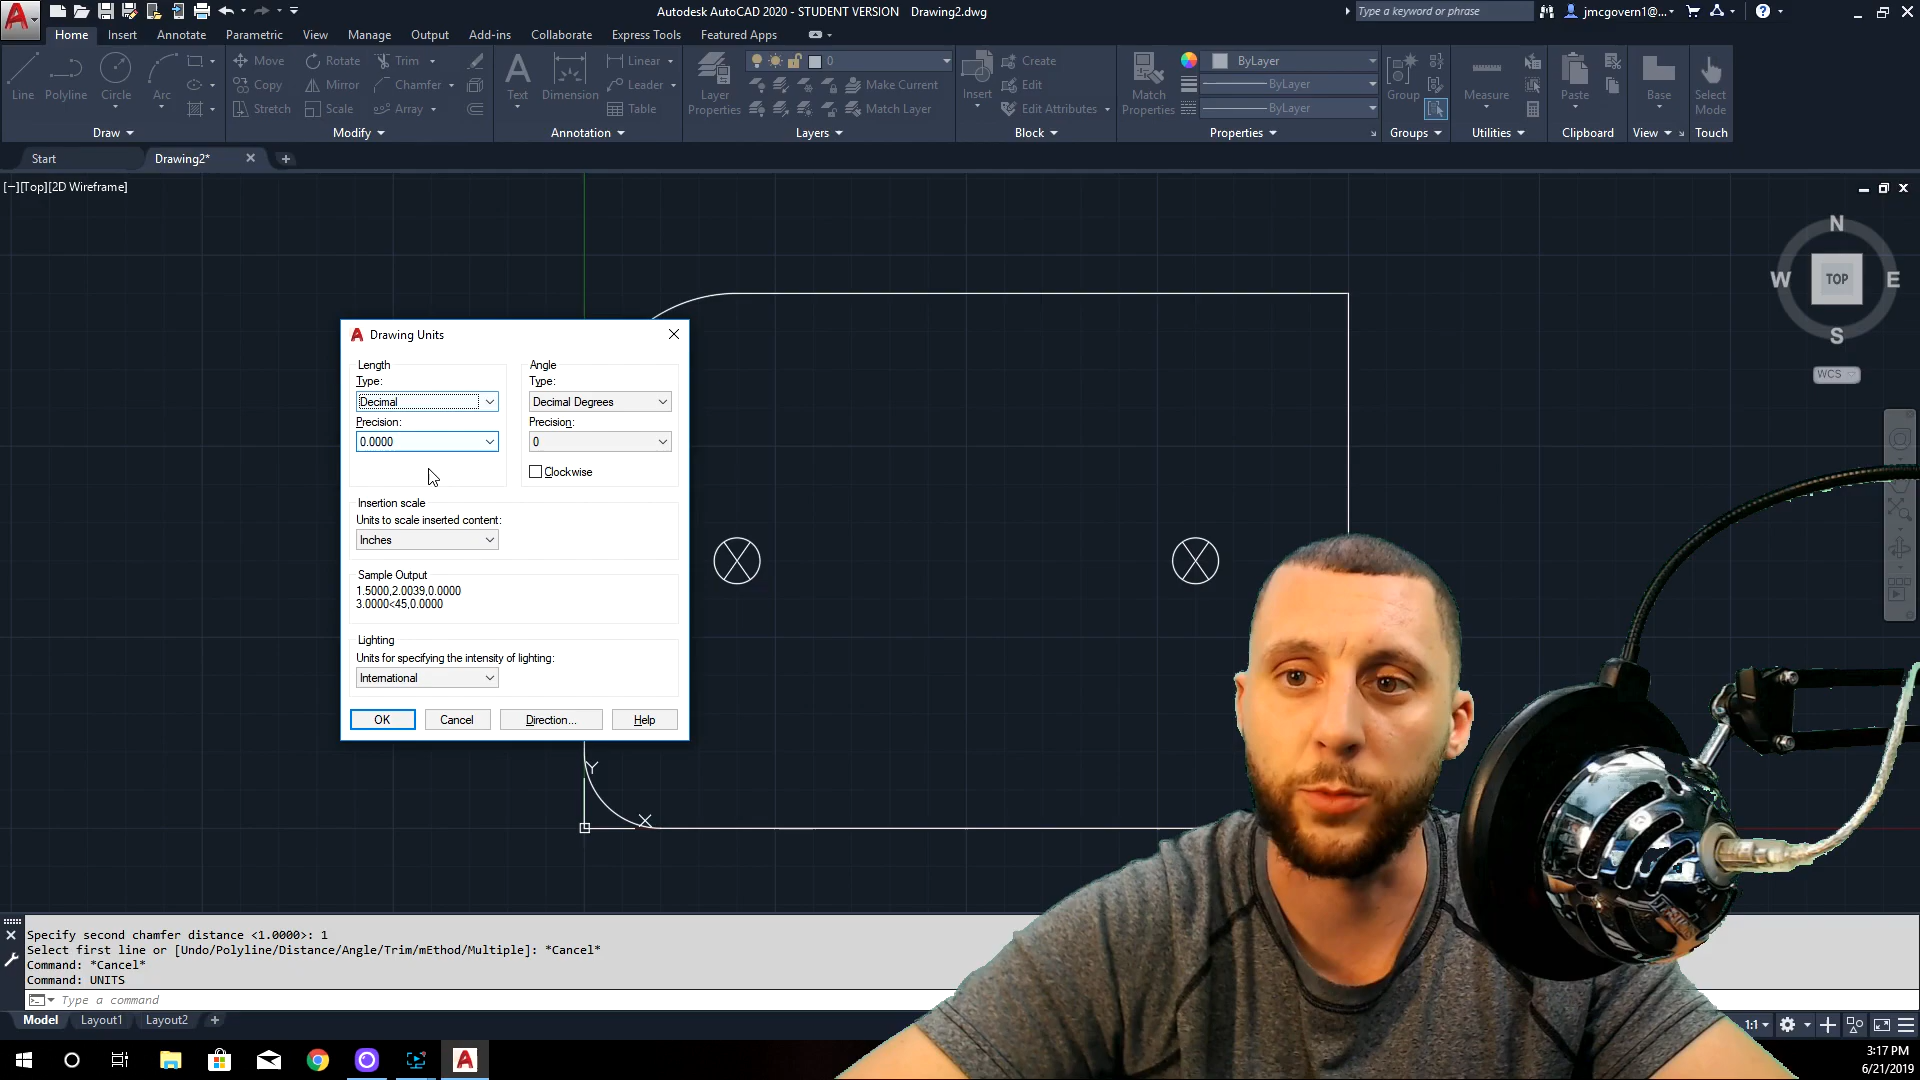 Autodesk AutoCAD 2020 - STUDENT VERSION Drawing2.dwg
Type a keyword or phrase
jmcgovern1@...
Home Insert Annotate Parametric View Manage Output Add-ins Collaborate Express Tools Featured Apps
Line Polyline Circle Arc
Move Rotate Trim
Copy Mirror Chamfer
Stretch Scale Array
Text Dimension
Linear
Leader
Table
Layer Properties
0
Make Current
Match Layer
Insert
Create
Edit
Edit Attributes
Match Properties
ByLayer
ByLayer
ByLayer
Group
Measure
Paste
Base
Select Mode
Draw Modify Annotation Layers Block Properties Groups Utilities Clipboard View Touch
Start Drawing2*
[−][Top][2D Wireframe]
N
W TOP E
S
WCS
Drawing Units
Length
Type:
Decimal
Precision:
0.0000
Angle
Type:
Decimal Degrees
Precision:
0
Clockwise
Insertion scale
Units to scale inserted content:
Inches
Sample Output
1.5000,2.0039,0.0000
3.0000<45,0.0000
Lighting
Units for specifying the intensity of lighting:
International
OK Cancel Direction... Help
Y
X
Specify second chamfer distance <1.0000>: 1
Select first line or [Undo/Polyline/Distance/Angle/Trim/mEthod/Multiple]: *Cancel*
Command: *Cancel*
Command: UNITS
Type a command
Model Layout1 Layout2
1:1
3:17 PM
6/21/2019